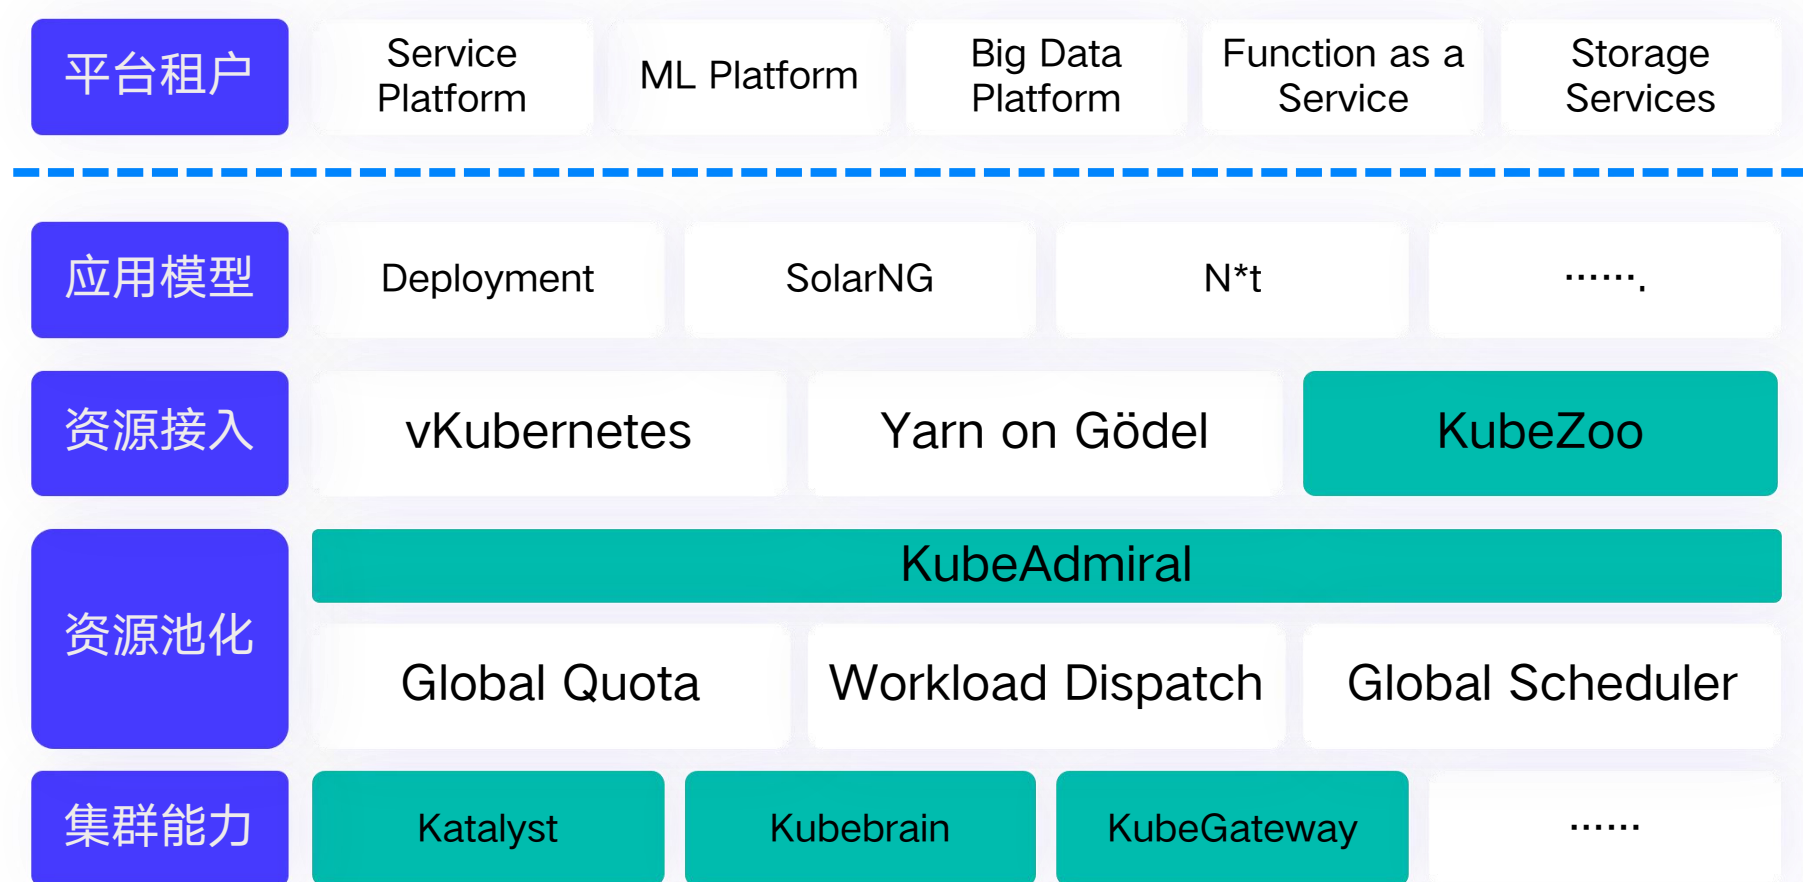 平台租户
Service
Platform
ML Platform
Big Data
Platform
Function as a
Service
Storage
Services
应用模型
Deployment
SolarNG
N*t
…….
资源接入
vKubernetes
Yarn on Gödel
KubeZoo
资源池化
KubeAdmiral
Global Quota
Workload Dispatch
Global Scheduler
集群能力
Katalyst
Kubebrain
KubeGateway
……